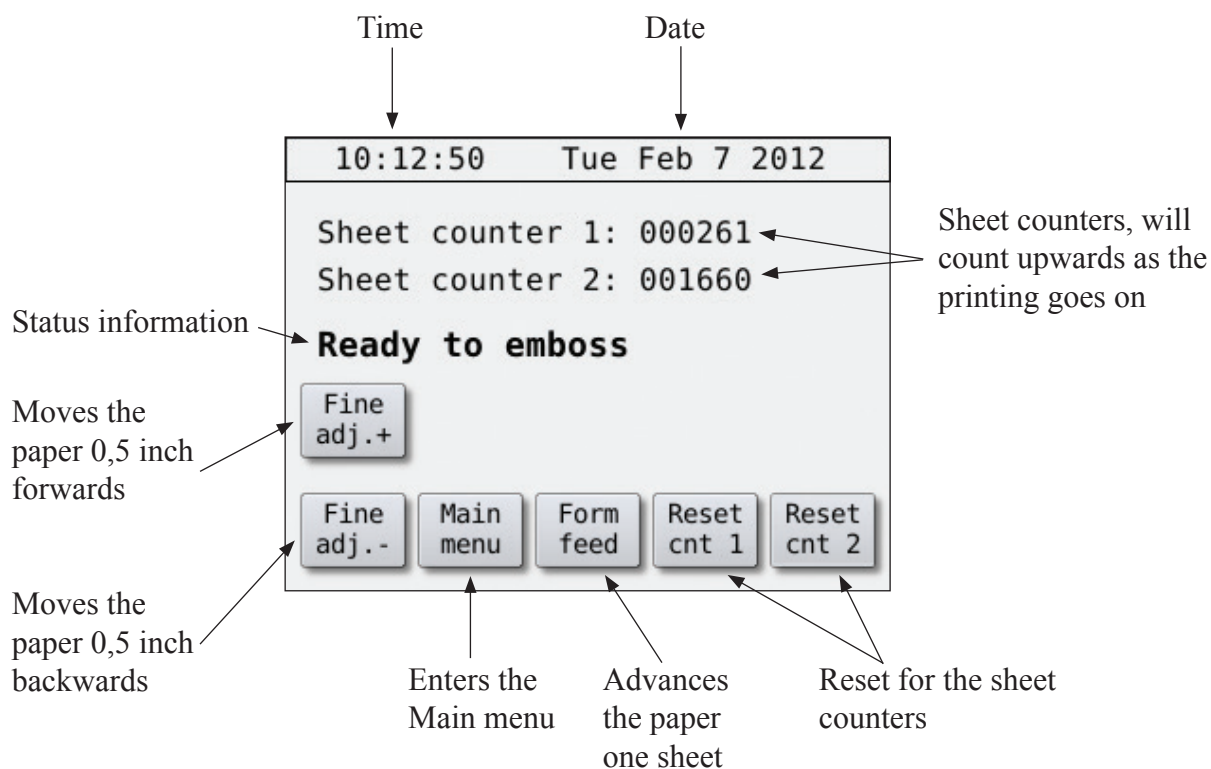 Time
Date
10:12:50 Tue Feb 7 2012
Sheet counter 1: 000261
Sheet counter 2: 001660
Sheet counters, will
count upwards as the
printing goes on
Status information
Ready to emboss
Moves the
paper 0,5 inch
forwards
Fine
adj.+
Fine
adj.-
Main
menu
Form
feed
Reset
cnt 1
Reset
cnt 2
Moves the
paper 0,5 inch
backwards
Enters the
Main menu
Advances
the paper
one sheet
Reset for the sheet
counters